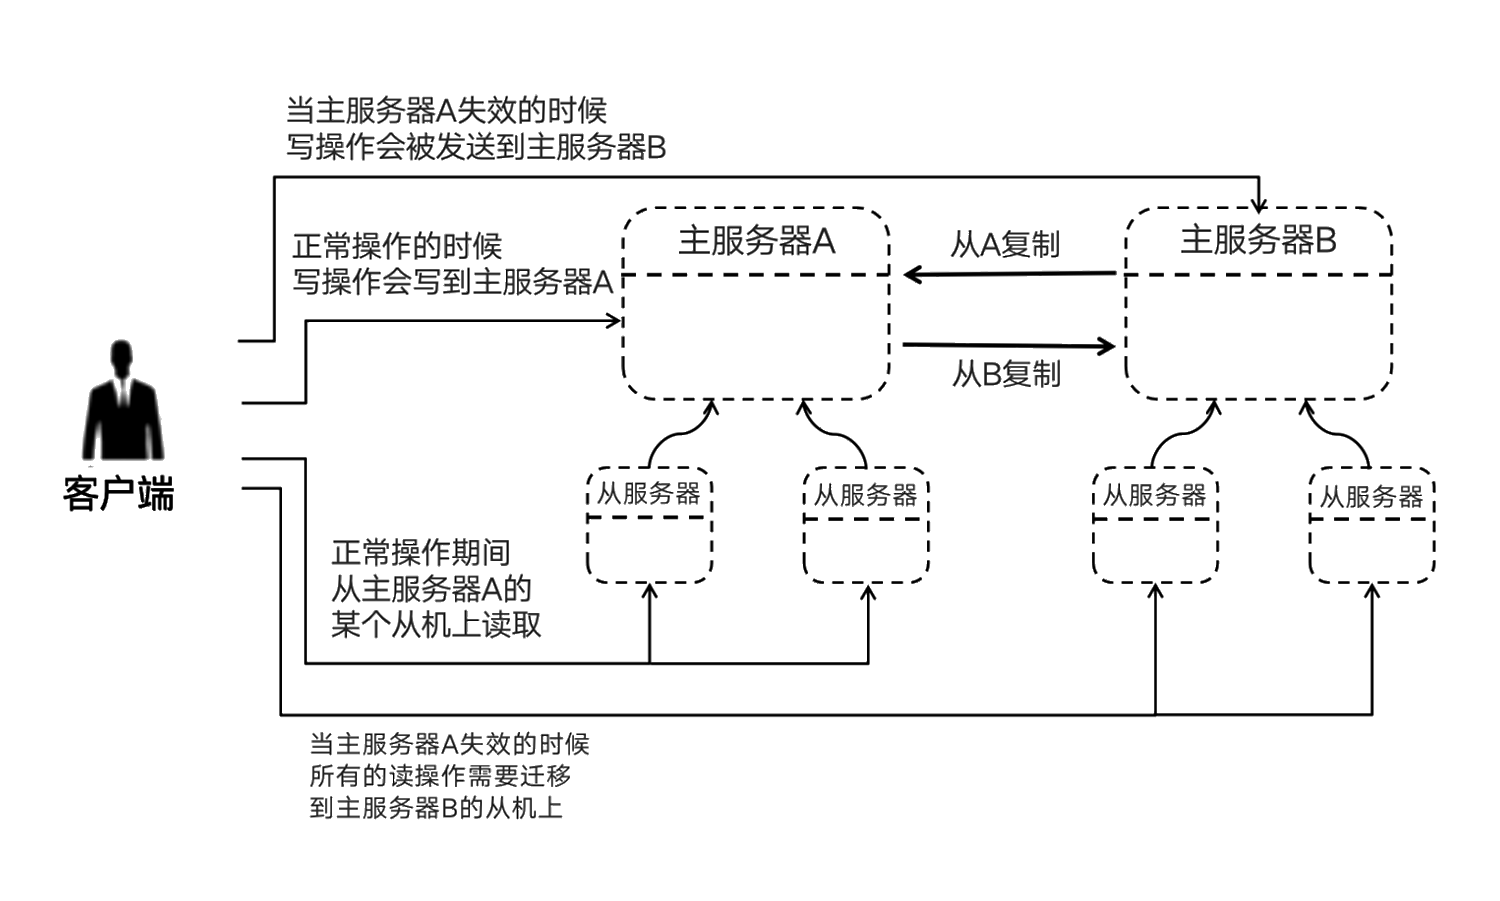 当主服务器A失效的时候
写操作会被发送到主服务器B
正常操作的时候
写操作会写到主服务器A
主服务器A
从A复制
主服务器B
从B复制
客户端
从服务器
从服务器
从服务器
从服务器
正常操作期间
从主服务器A的
某个从机上读取
当主服务器A失效的时候
所有的读操作需要迁移
到主服务器B的从机上